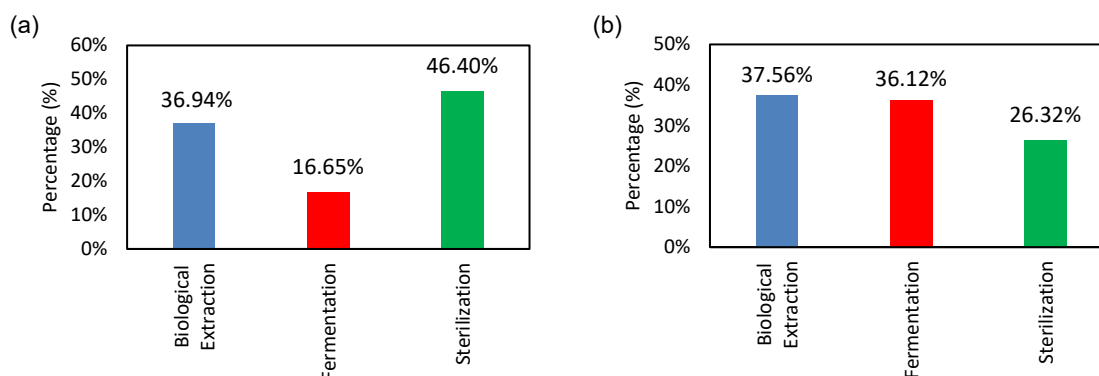 (a)
Percentage (%)
60%
50%
40%
30%
20%
10%
0%
36.94%
16.65%
46.40%
Biological
Extraction
Fermentation
Sterilization
(b)
Percentage (%)
50%
40%
30%
20%
10%
0%
37.56%
36.12%
26.32%
Biological
Extraction
Fermentation
Sterilization